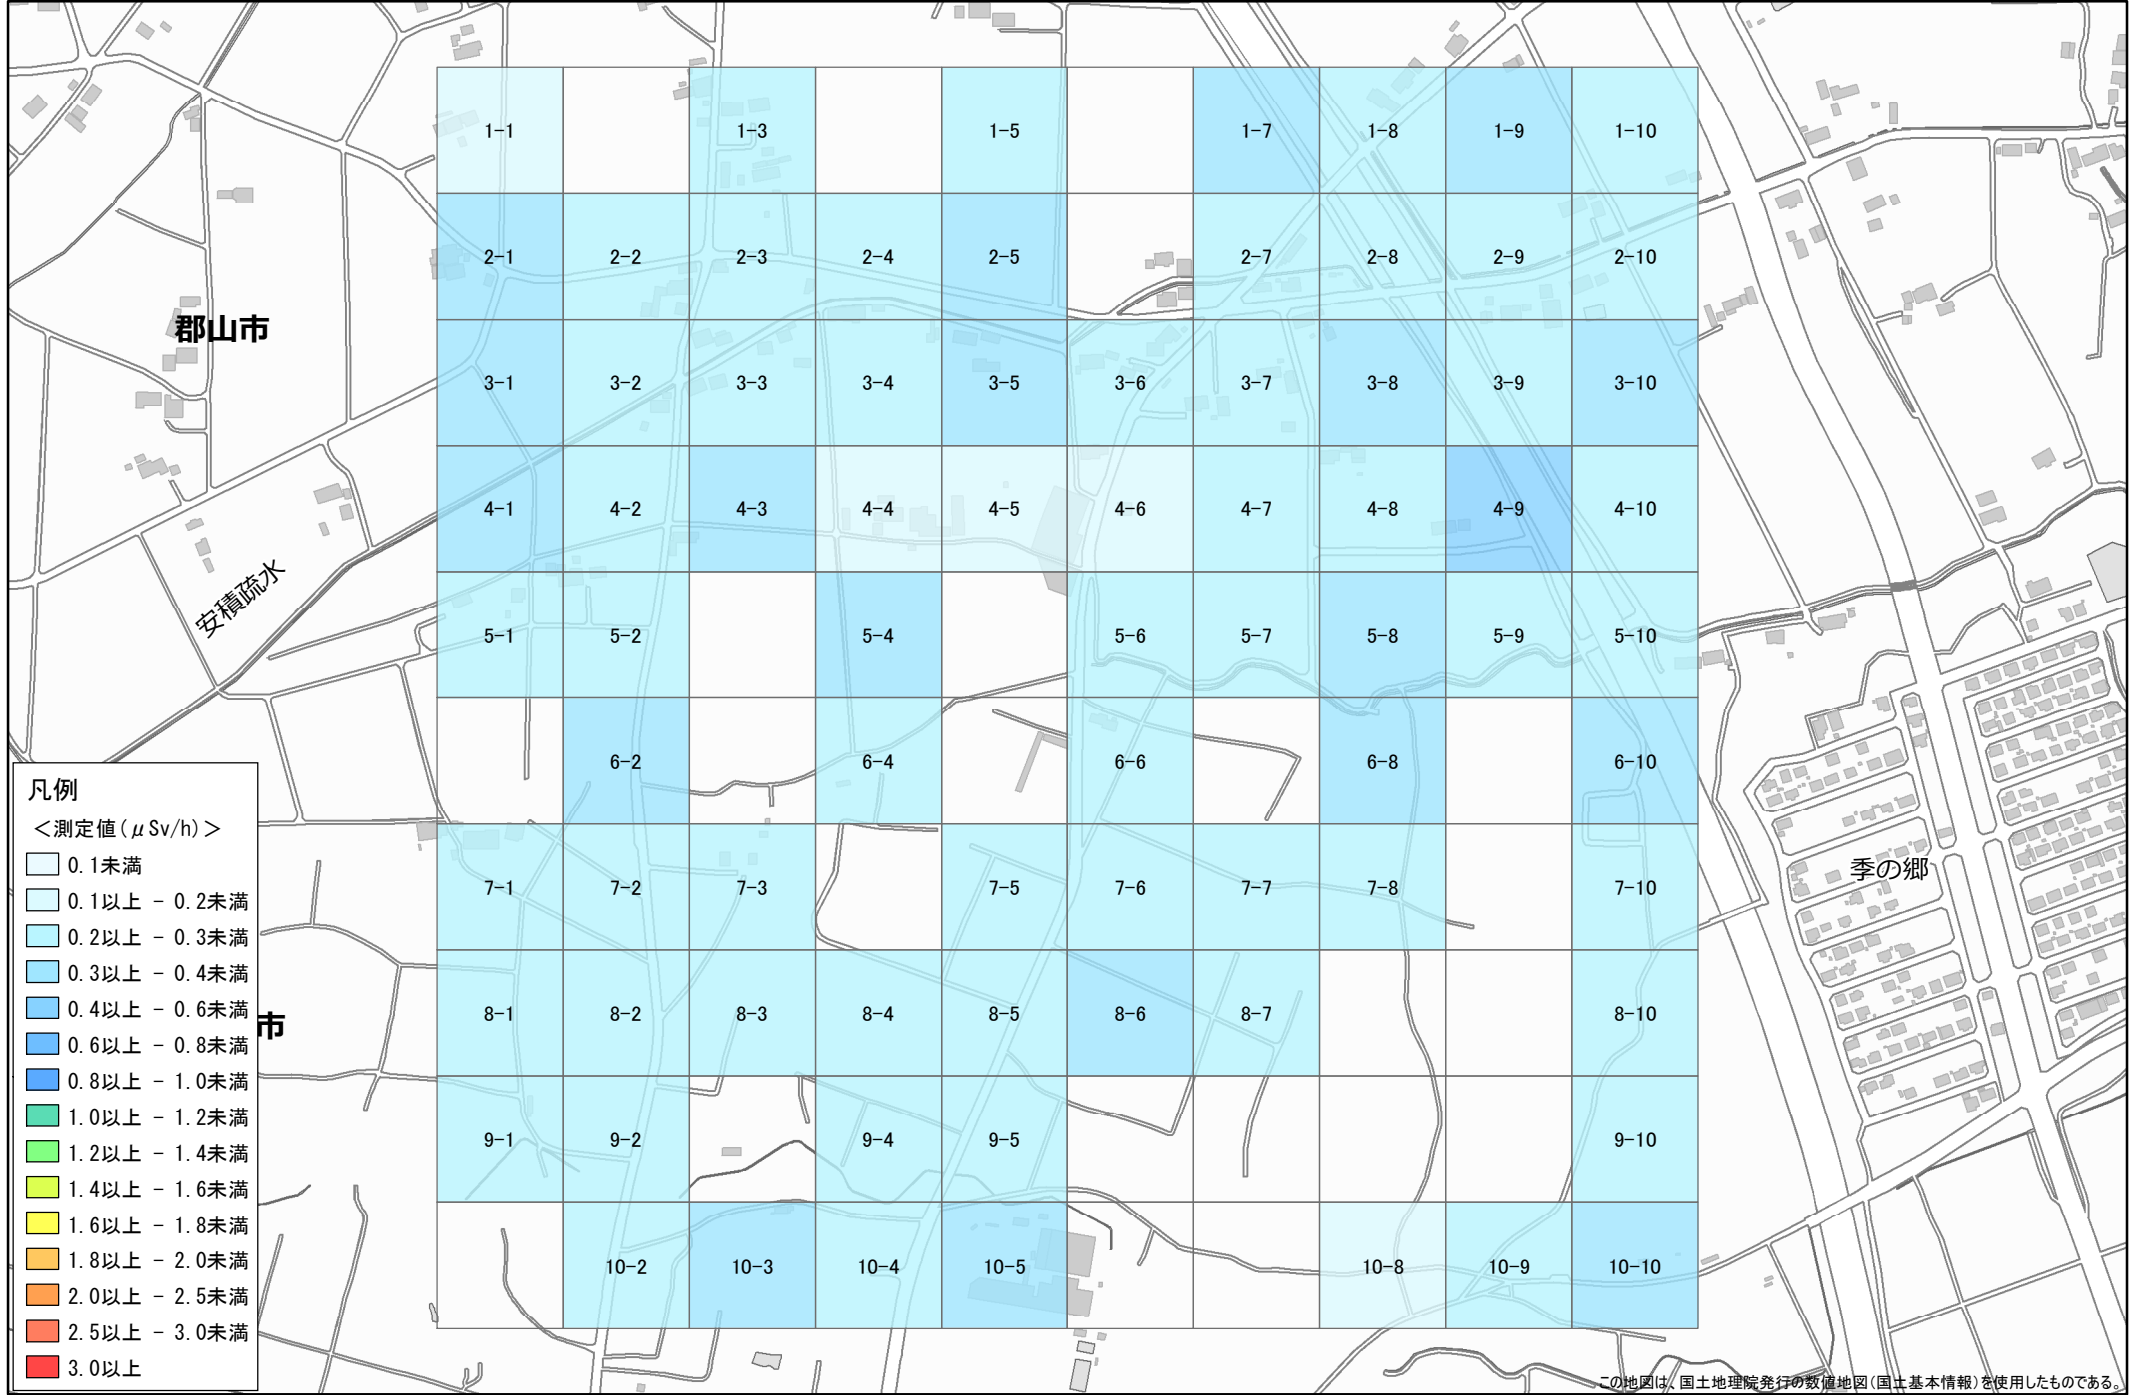 1-1 1-3 1-5 1-7 1-8 1-9 1-10
2-1 2-2 2-3 2-4 2-5 2-7 2-8 2-9 2-10
郡山市
3-1 3-2 3-3 3-4 3-5 3-6 3-7 3-8 3-9 3-10
4-1 4-2 4-3 4-4 4-5 4-6 4-7 4-8 4-9 4-10
安積疏水
5-1 5-2 5-4 5-6 5-7 5-8 5-9 5-10
6-2 6-4 6-6 6-8 6-10
7-1 7-2 7-3 7-5 7-6 7-7 7-8 7-10
季の郷
8-1 8-2 8-3 8-4 8-5 8-6 8-7 8-10
市
9-1 9-2 9-4 9-5 9-10
10-2 10-3 10-4 10-5 10-8 10-9 10-10
凡例
＜測定値(μSv/h)＞
0.1未満
0.1以上 - 0.2未満
0.2以上 - 0.3未満
0.3以上 - 0.4未満
0.4以上 - 0.6未満
0.6以上 - 0.8未満
0.8以上 - 1.0未満
1.0以上 - 1.2未満
1.2以上 - 1.4未満
1.4以上 - 1.6未満
1.6以上 - 1.8未満
1.8以上 - 2.0未満
2.0以上 - 2.5未満
2.5以上 - 3.0未満
3.0以上
この地図は、国土地理院発行の数値地図(国土基本情報)を使用したものである。